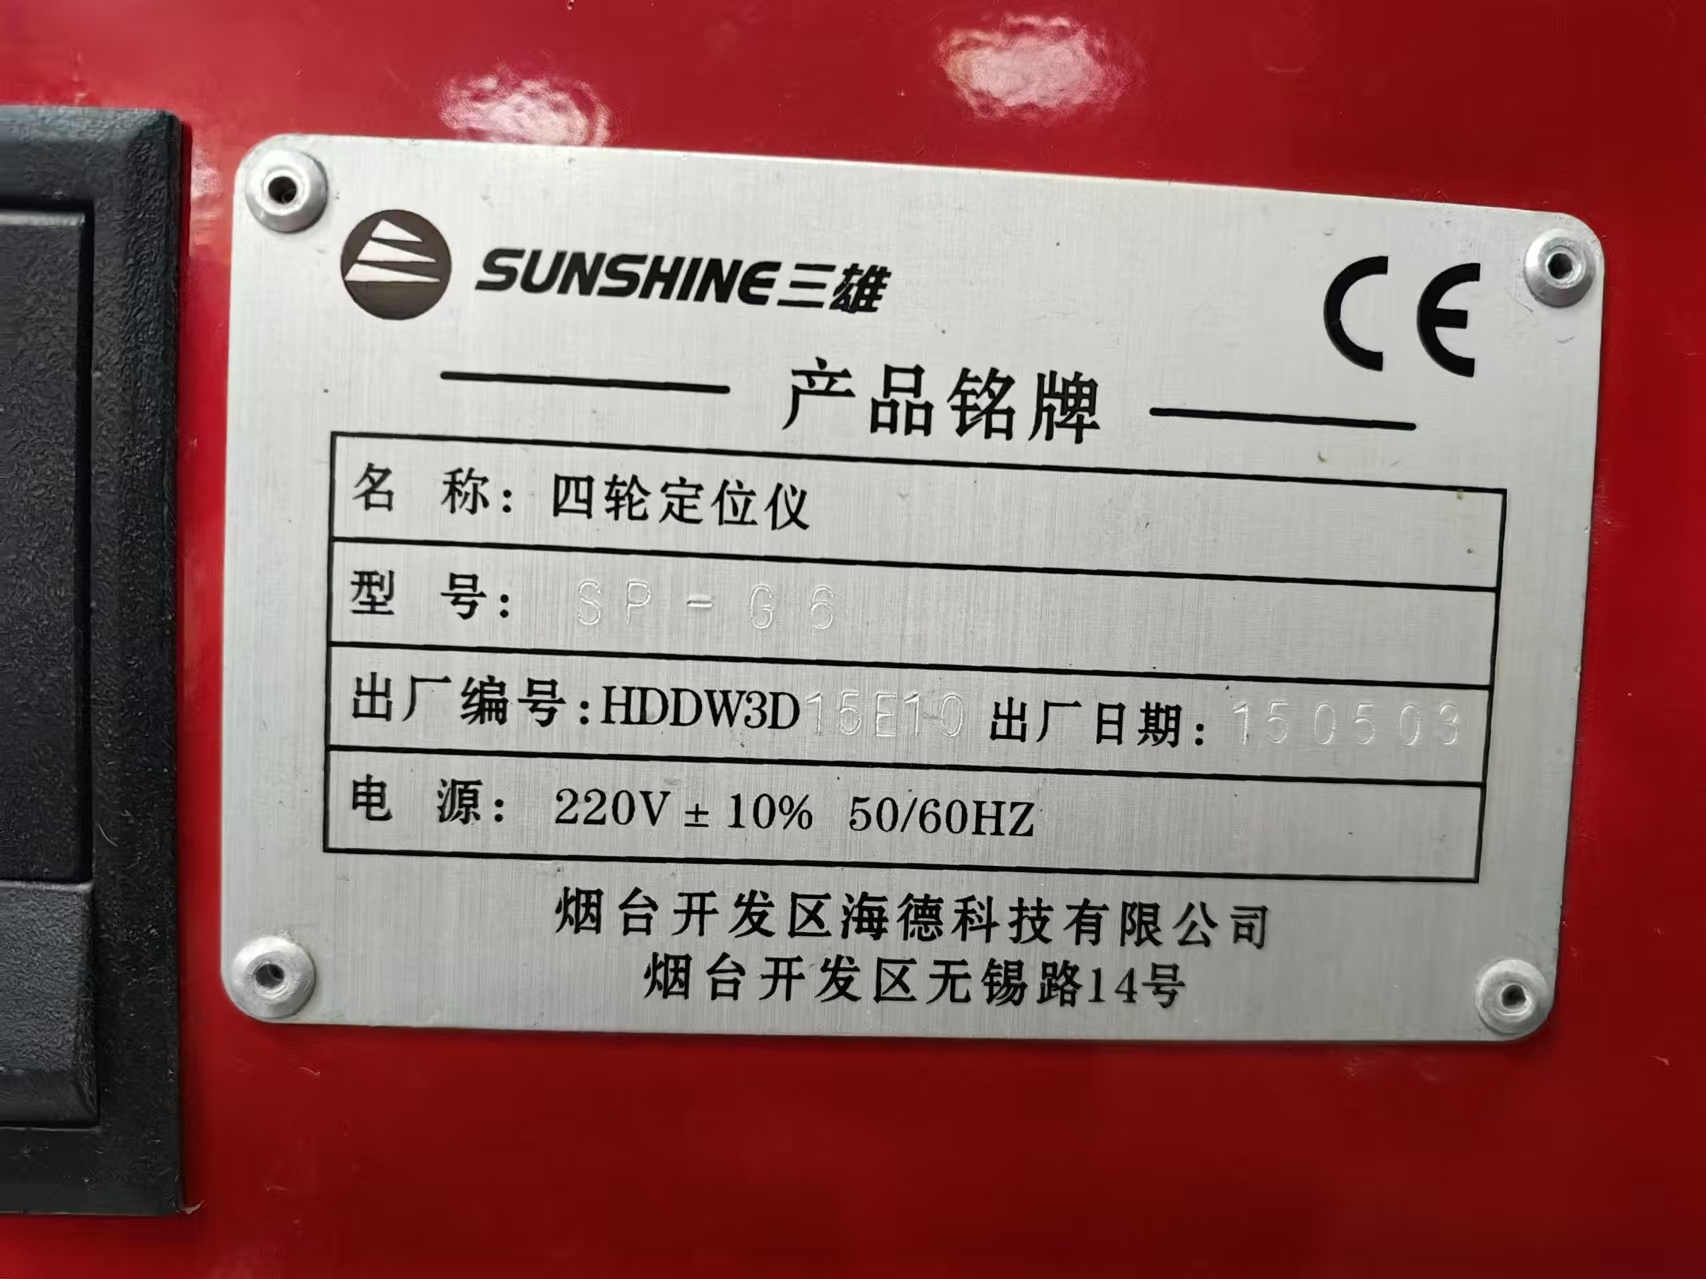 SUNSHINE三雄
CE
产品铭牌
名 称: 四轮定位仪
型 号: SP-G6
出厂编号:HDDW3D15E10 出厂日期: 150503
电 源: 220V±10% 50/60HZ
烟台开发区海德科技有限公司
烟台开发区无锡路14号